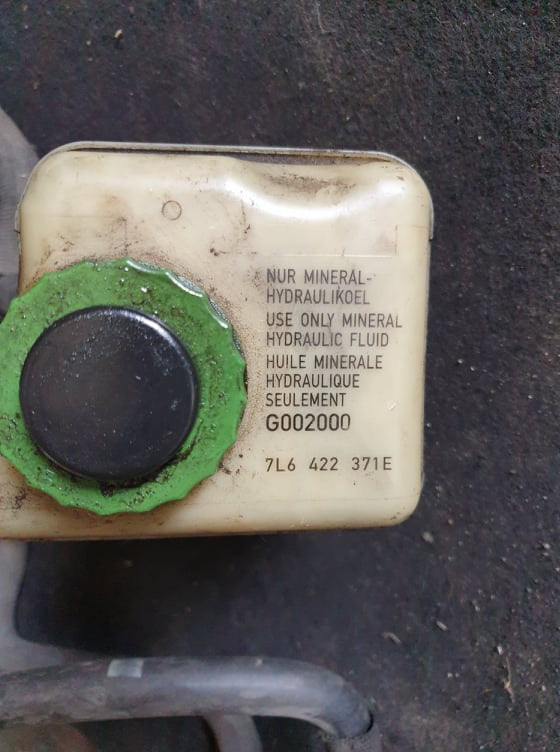 NUR MINERAL-
HYDRAULIKOEL
USE ONLY MINERAL
HYDRAULIC FLUID
HUILE MINERALE
HYDRAULIQUE
SEULEMENT
G002000
7L6 422 371E